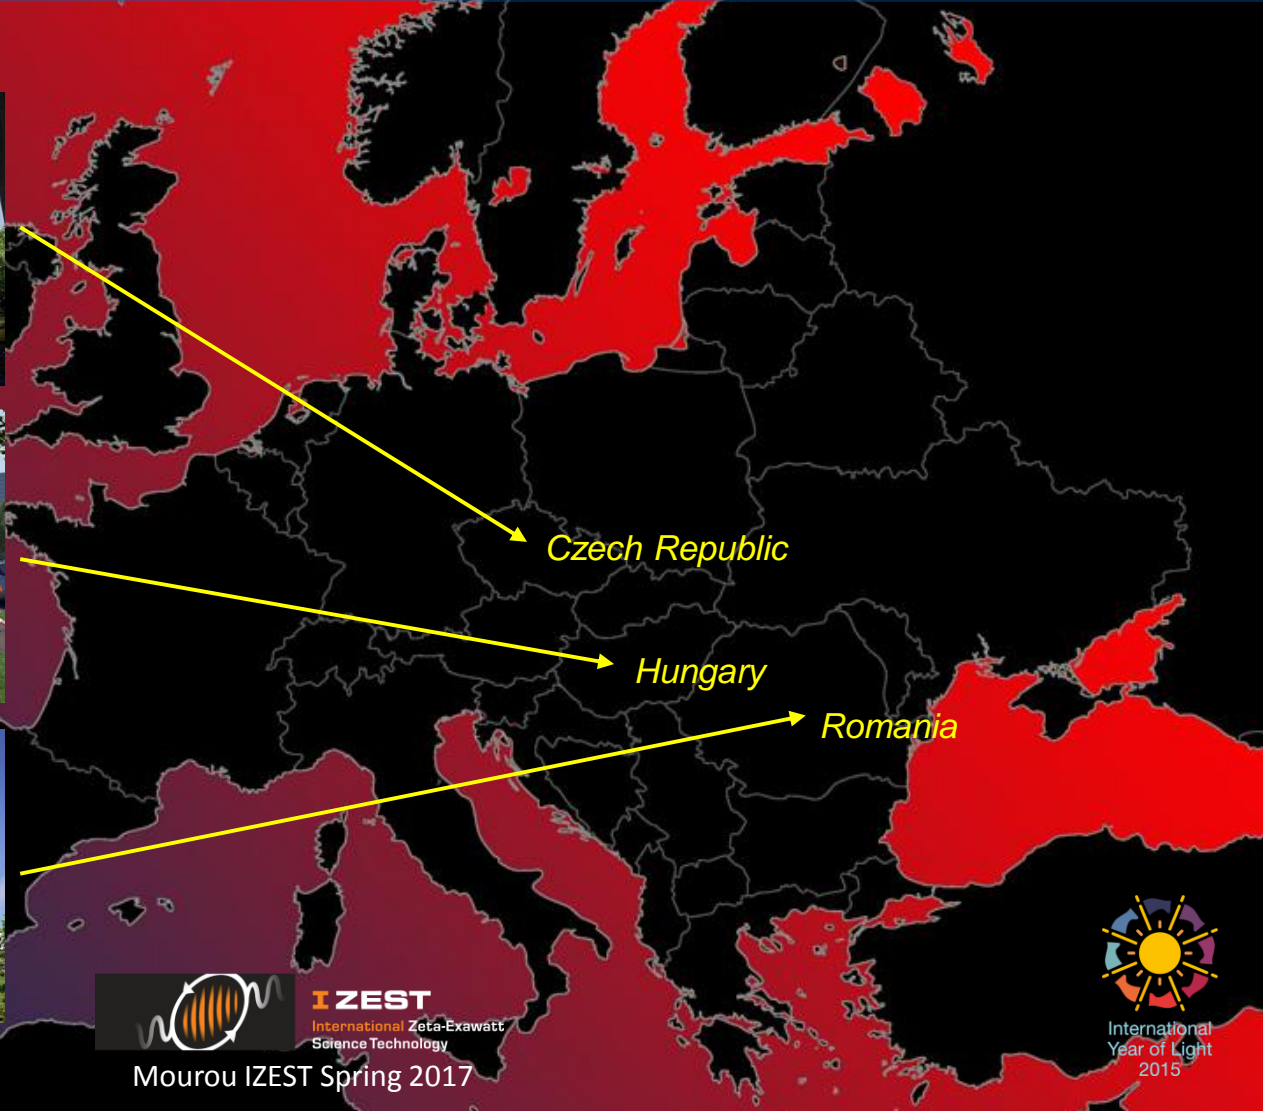 Czech Republic
Hungary
Romania
I ZEST
International Zeta-Exawatt
Science Technology
Mourou IZEST Spring 2017
International
Year of Light
2015